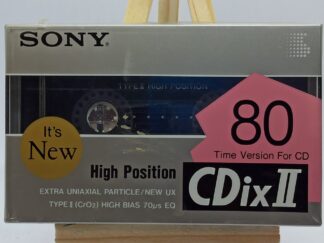 SONY
TYPE II HIGH POSITION
It's
New
80
Time Version For CD
High Position
CDixII
EXTRA UNIAXIAL PARTICLE/NEW UX
TYPE II (CrO2) HIGH BIAS 70μs EQ